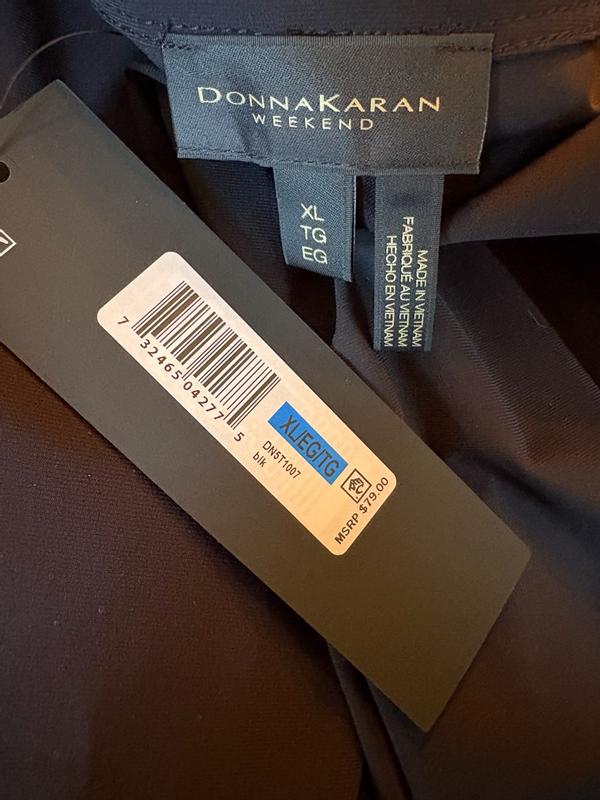 DONNAKARAN
WEEKEND
XL
TG
EG
MADE IN VIETNAM
FABRIQUÉ AU VIETNAM
HECHO EN VIETNAM
7 32465 04277 5
XL/EG/TG
DN5T1007
blk
MSRP $79.00